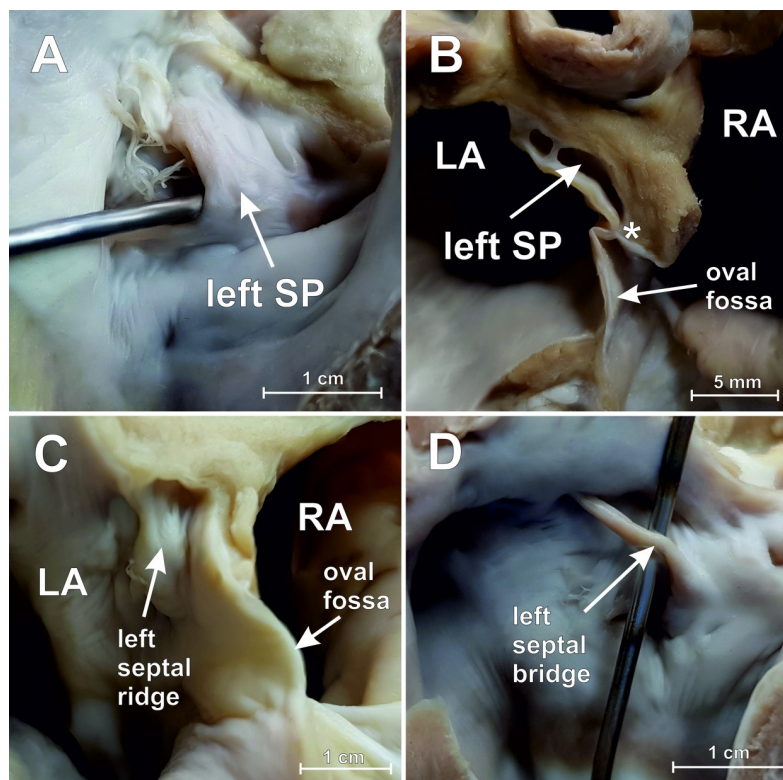 A
left SP
1 cm
B
LA
RA
left SP
*
oval
fossa
5 mm
C
RA
LA
oval
fossa
left
septal
ridge
1 cm
D
left
septal
bridge
1 cm